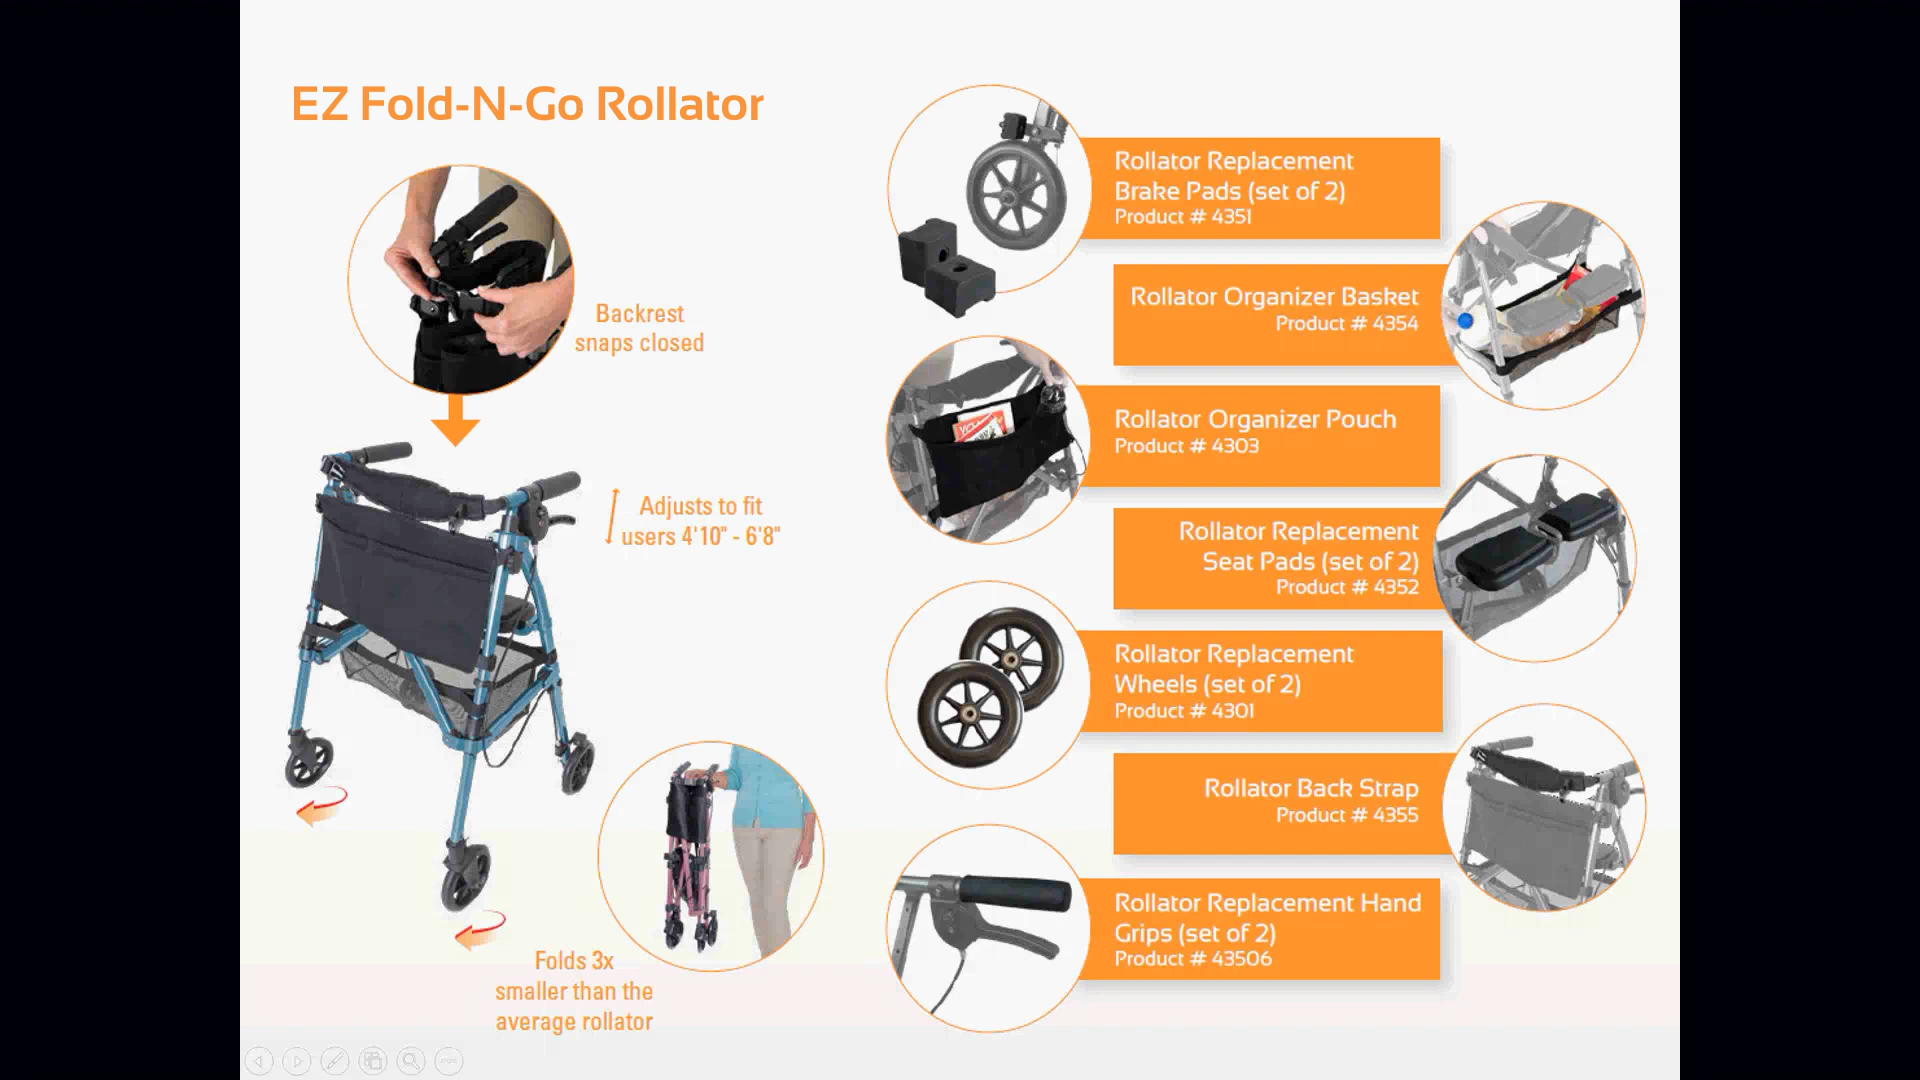 EZ Fold-N-Go Rollator
Backrest
snaps closed
Adjusts to fit
users 4'10" - 6'8"
Folds 3x
smaller than the
average rollator
Rollator Replacement
Brake Pads (set of 2)
Product # 4351
Rollator Organizer Basket
Product # 4354
Rollator Organizer Pouch
Product # 4303
Rollator Replacement
Seat Pads (set of 2)
Product # 4352
Rollator Replacement
Wheels (set of 2)
Product # 4301
Rollator Back Strap
Product # 4355
Rollator Replacement Hand
Grips (set of 2)
Product # 43506